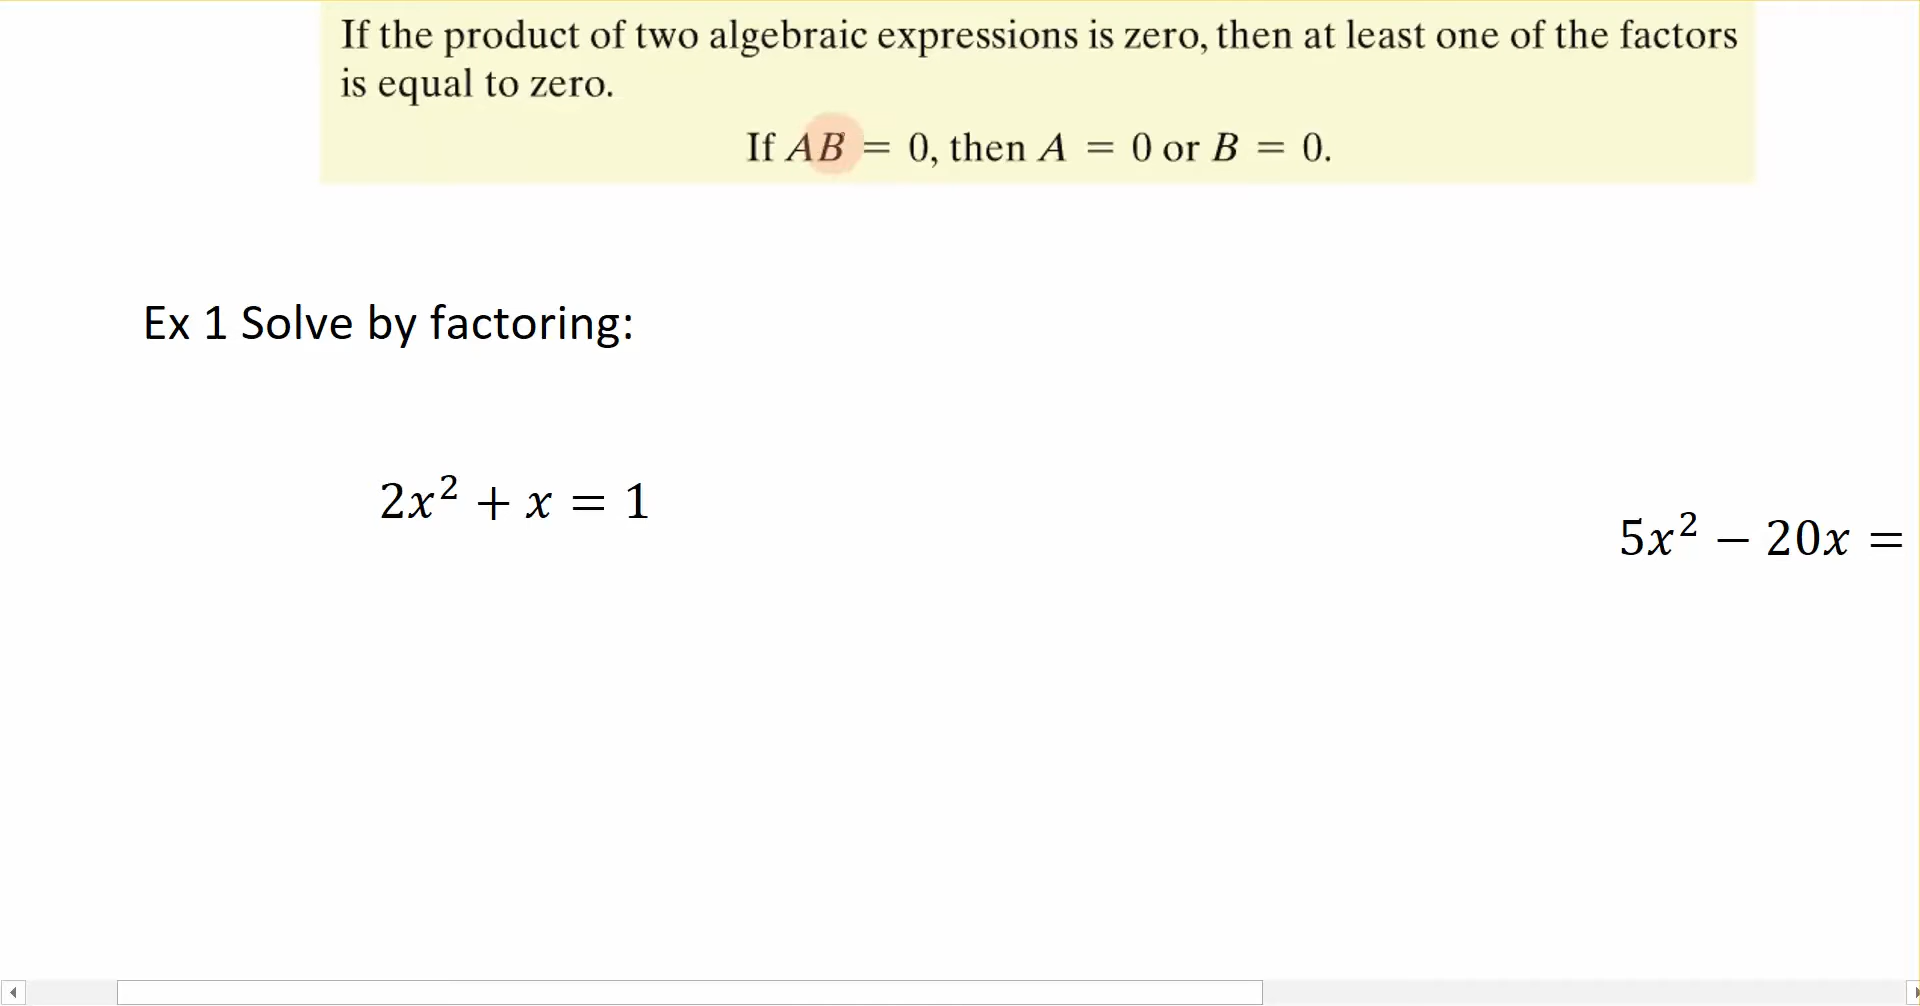 If the product of two algebraic expressions is zero, then at least one of the factors
is equal to zero.
If AB = 0, then A = 0 or B = 0.
Ex 1 Solve by factoring:
2x² + x = 1
5x² − 20x =